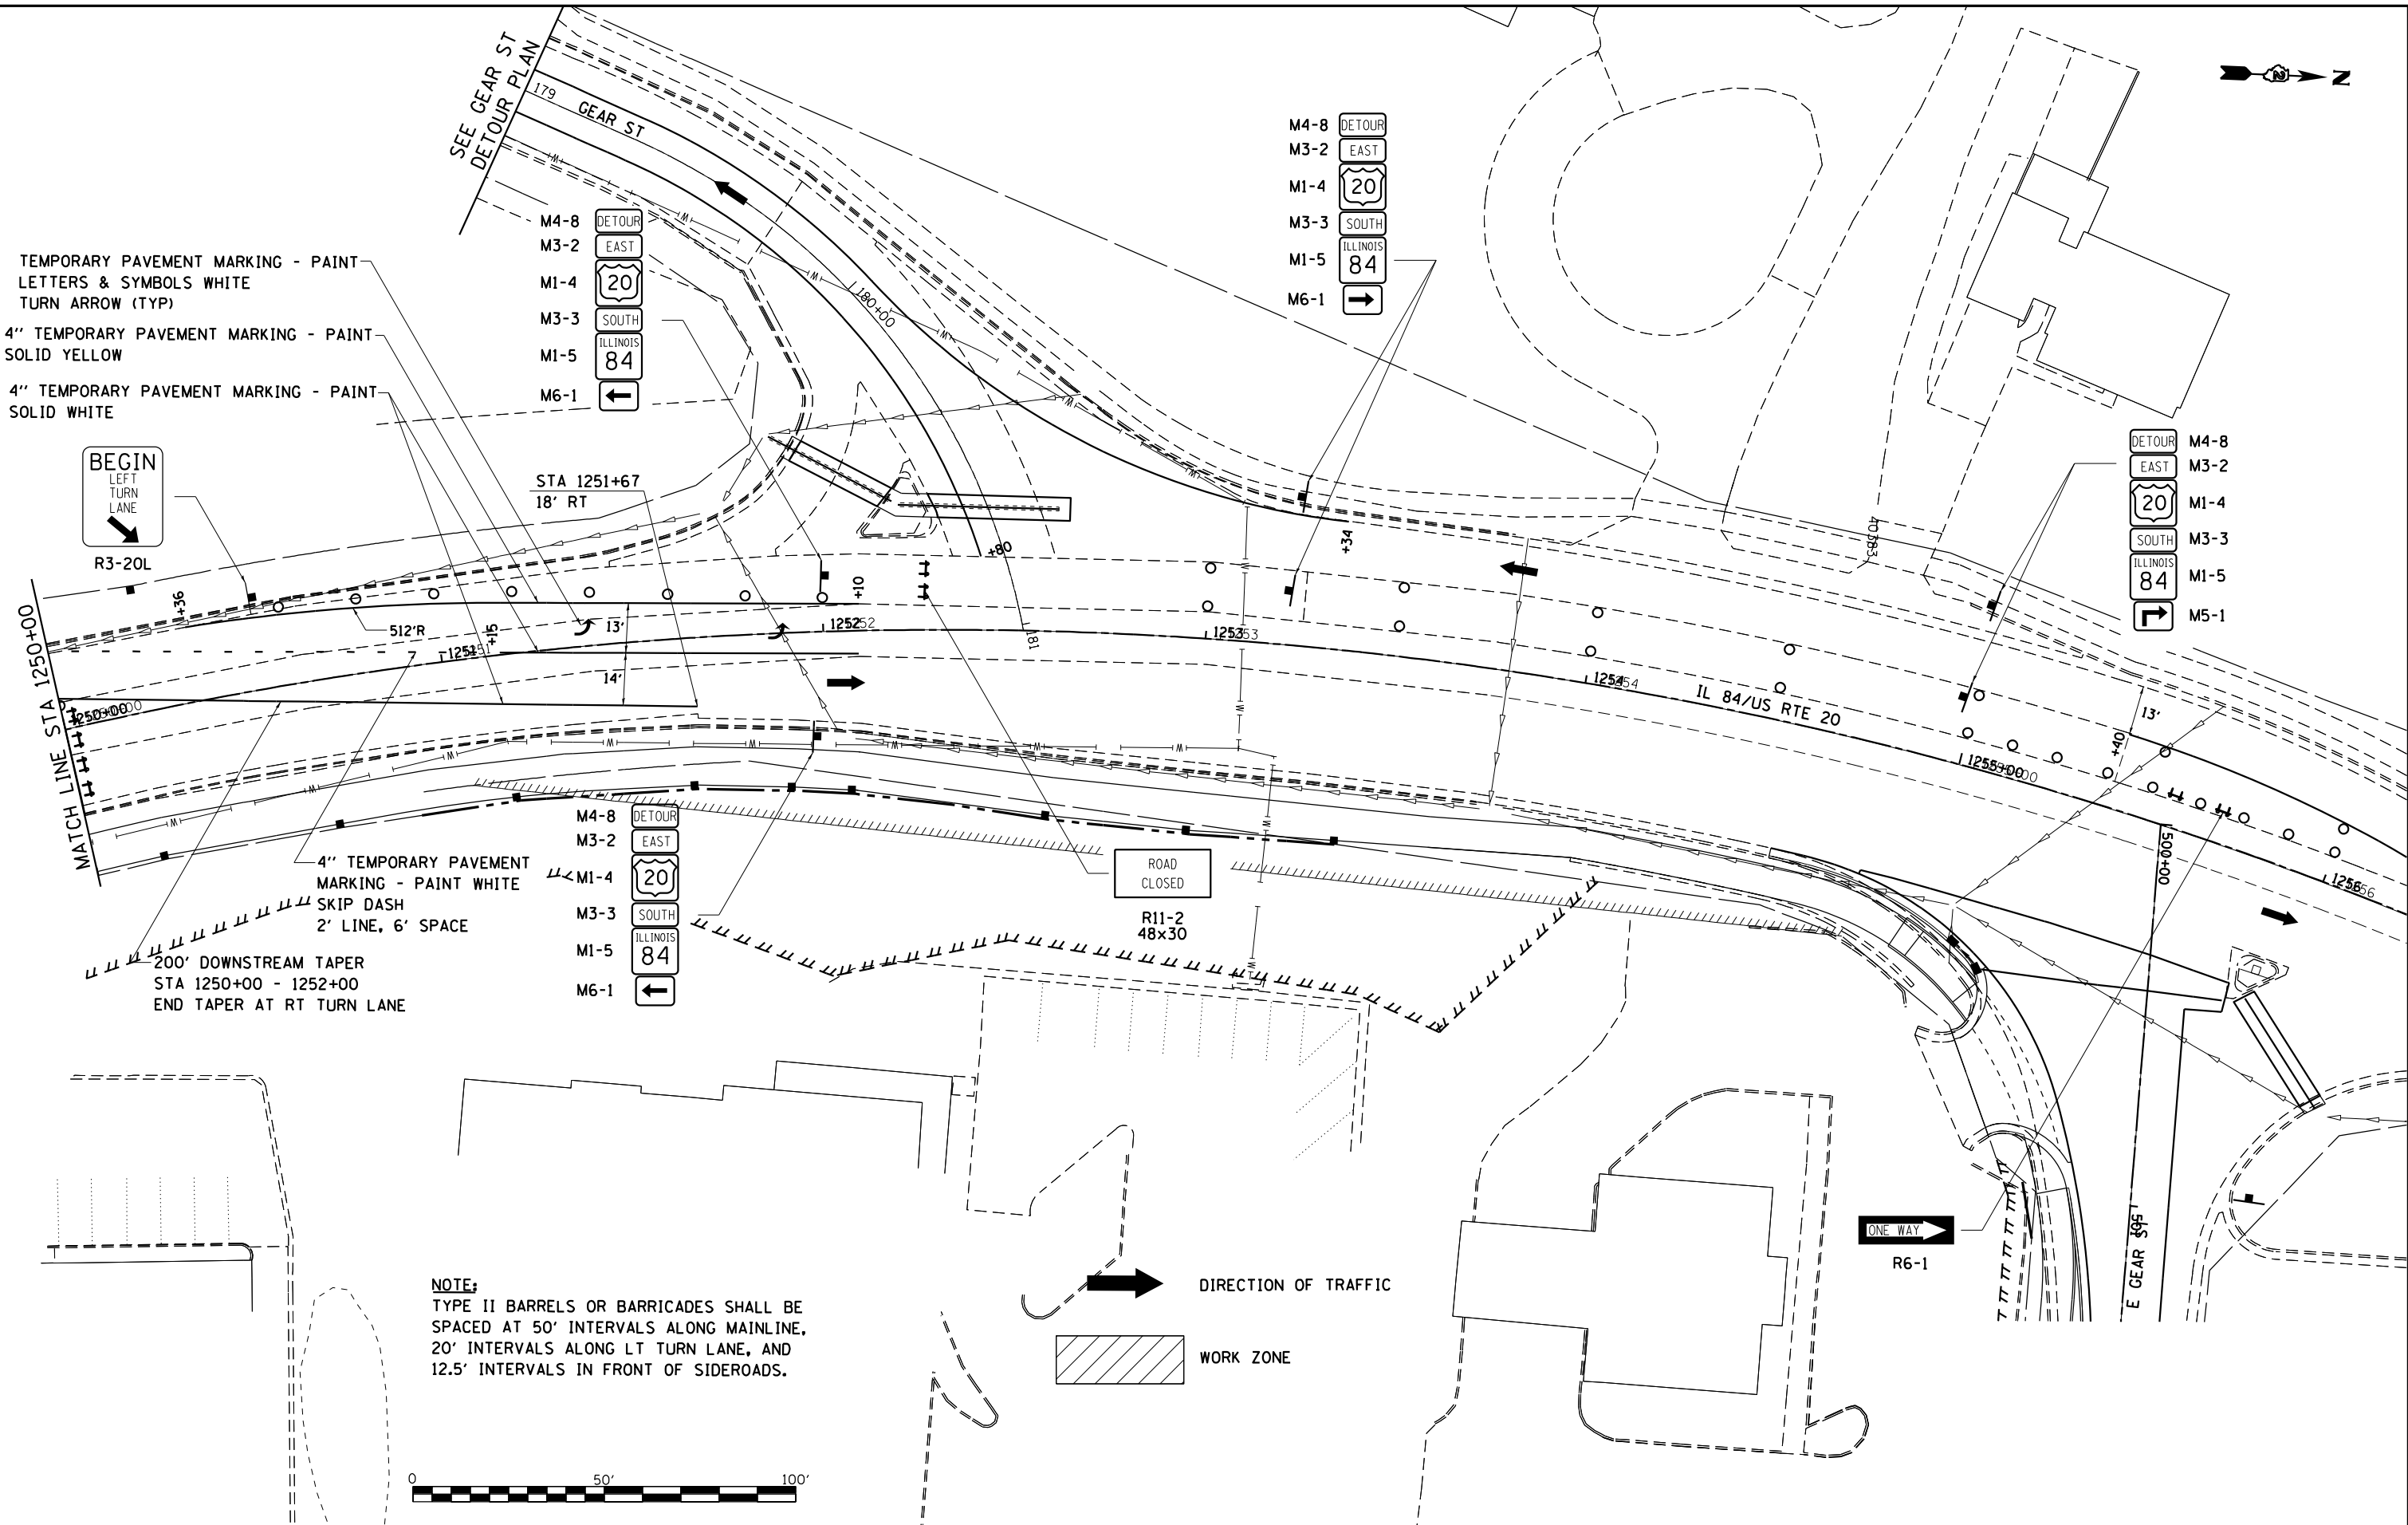 SEE GEAR ST
DETOUR PLAN
179
GEAR ST
180+00
N
M4-8 DETOUR
M3-2 EAST
M1-4 20
M3-3 SOUTH
M1-5 ILLINOIS 84
M6-1
M4-8 DETOUR
M3-2 EAST
M1-4 20
M3-3 SOUTH
M1-5 ILLINOIS 84
M6-1
TEMPORARY PAVEMENT MARKING - PAINT
LETTERS & SYMBOLS WHITE
TURN ARROW (TYP)
4'' TEMPORARY PAVEMENT MARKING - PAINT
SOLID YELLOW
4'' TEMPORARY PAVEMENT MARKING - PAINT
SOLID WHITE
BEGIN
LEFT
TURN
LANE
R3-20L
STA 1251+67
18' RT
DETOUR M4-8
EAST M3-2
20 M1-4
SOUTH M3-3
ILLINOIS 84 M1-5
M5-1
+36
512'R
+15
13'
14'
+10
+80
181
+34
MATCH LINE STA 1250+00
1250+00
1251
1252
1253
1254
IL 84/US RTE 20
1255+00
1256
13'
+40
500+00
501
E GEAR ST
W
4'' TEMPORARY PAVEMENT
MARKING - PAINT WHITE
SKIP DASH
2' LINE, 6' SPACE
200' DOWNSTREAM TAPER
STA 1250+00 - 1252+00
END TAPER AT RT TURN LANE
M4-8 DETOUR
M3-2 EAST
M1-4 20
M3-3 SOUTH
M1-5 ILLINOIS 84
M6-1
ROAD
CLOSED
R11-2
48x30
ONE WAY
R6-1
NOTE:
TYPE II BARRELS OR BARRICADES SHALL BE
SPACED AT 50' INTERVALS ALONG MAINLINE,
20' INTERVALS ALONG LT TURN LANE, AND
12.5' INTERVALS IN FRONT OF SIDEROADS.
DIRECTION OF TRAFFIC
WORK ZONE
0 50' 100'